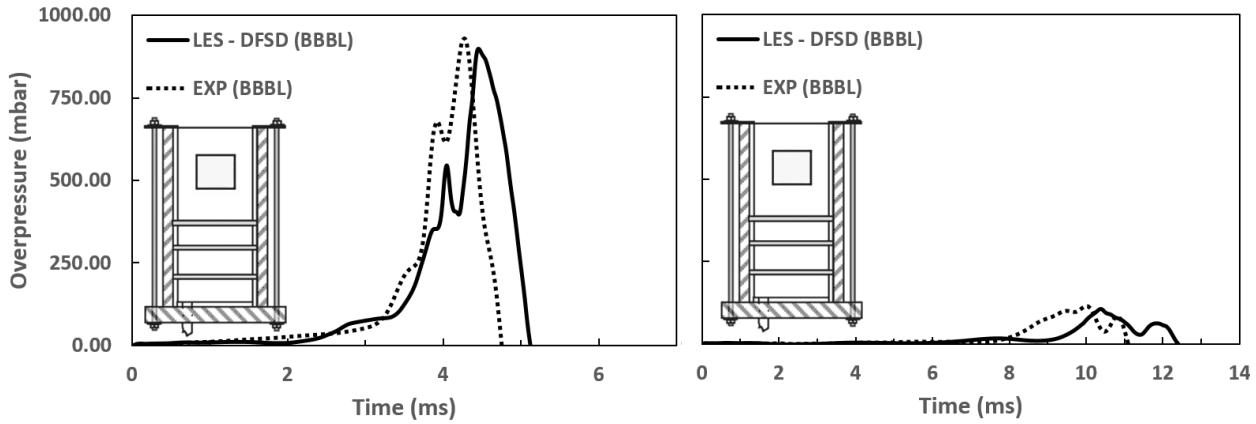 1000.00
750.00
500.00
250.00
0.00
Overpressure (mbar)
LES - DFSD (BBBL)
EXP (BBBL)
0 2 4 6
Time (ms)
LES - DFSD (BBBL)
EXP (BBBL)
0 2 4 6 8 10 12 14
Time (ms)